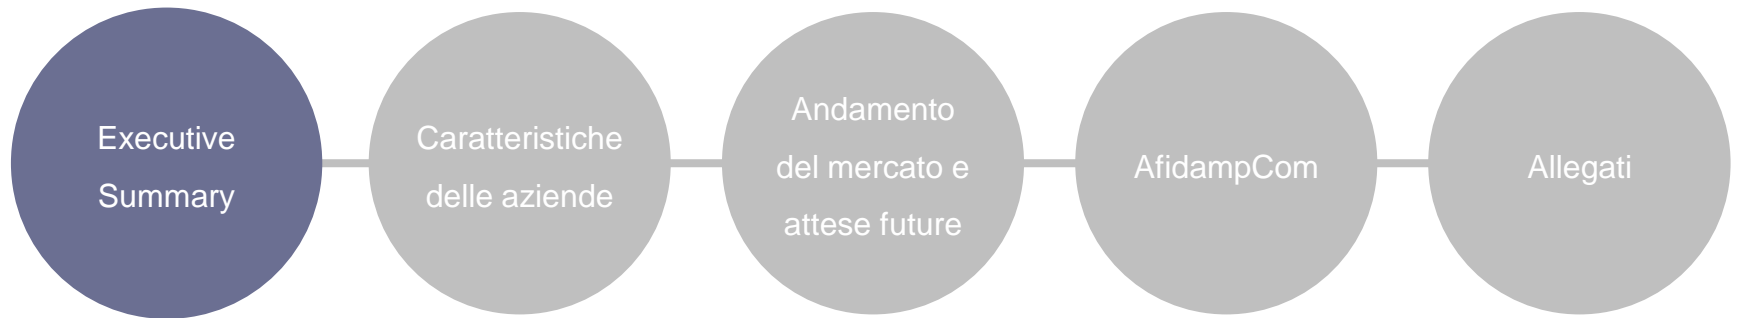 Executive
Summary
Caratteristiche
delle aziende
Andamento
del mercato e
attese future
AfidampCom
Allegati